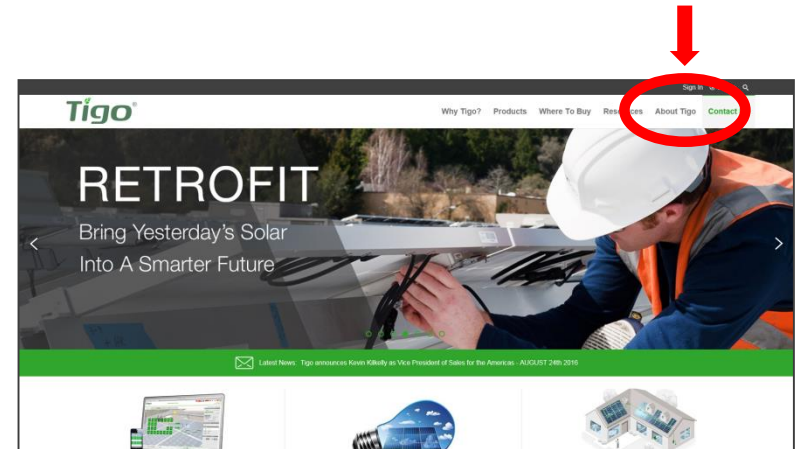 Sign In
Tigo®
Why Tigo? Products Where To Buy Resources About Tigo Contact
RETROFIT
Bring Yesterday's Solar
Into A Smarter Future
Latest News: Tigo announces Kevin Kilkelly as Vice President of Sales for the Americas - AUGUST 24th 2016